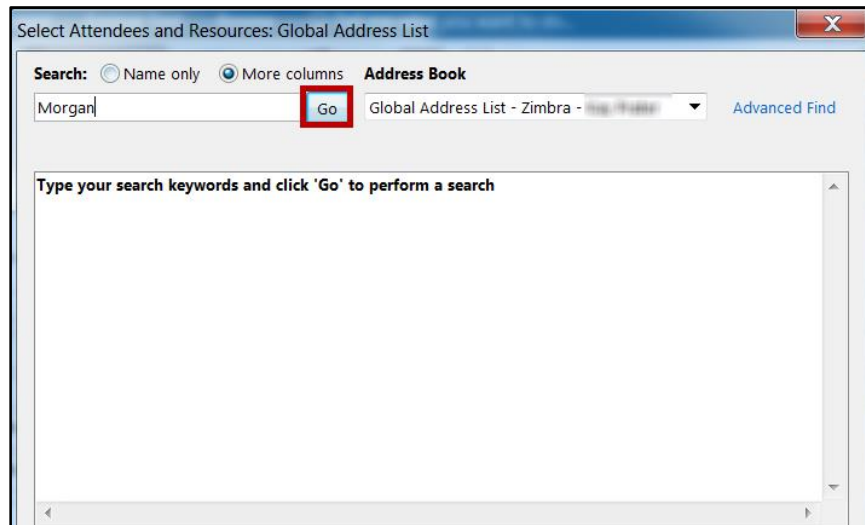 Select Attendees and Resources: Global Address List
Search: Name only More columns Address Book
Morgan Go Global Address List - Zimbra - Advanced Find
Type your search keywords and click 'Go' to perform a search